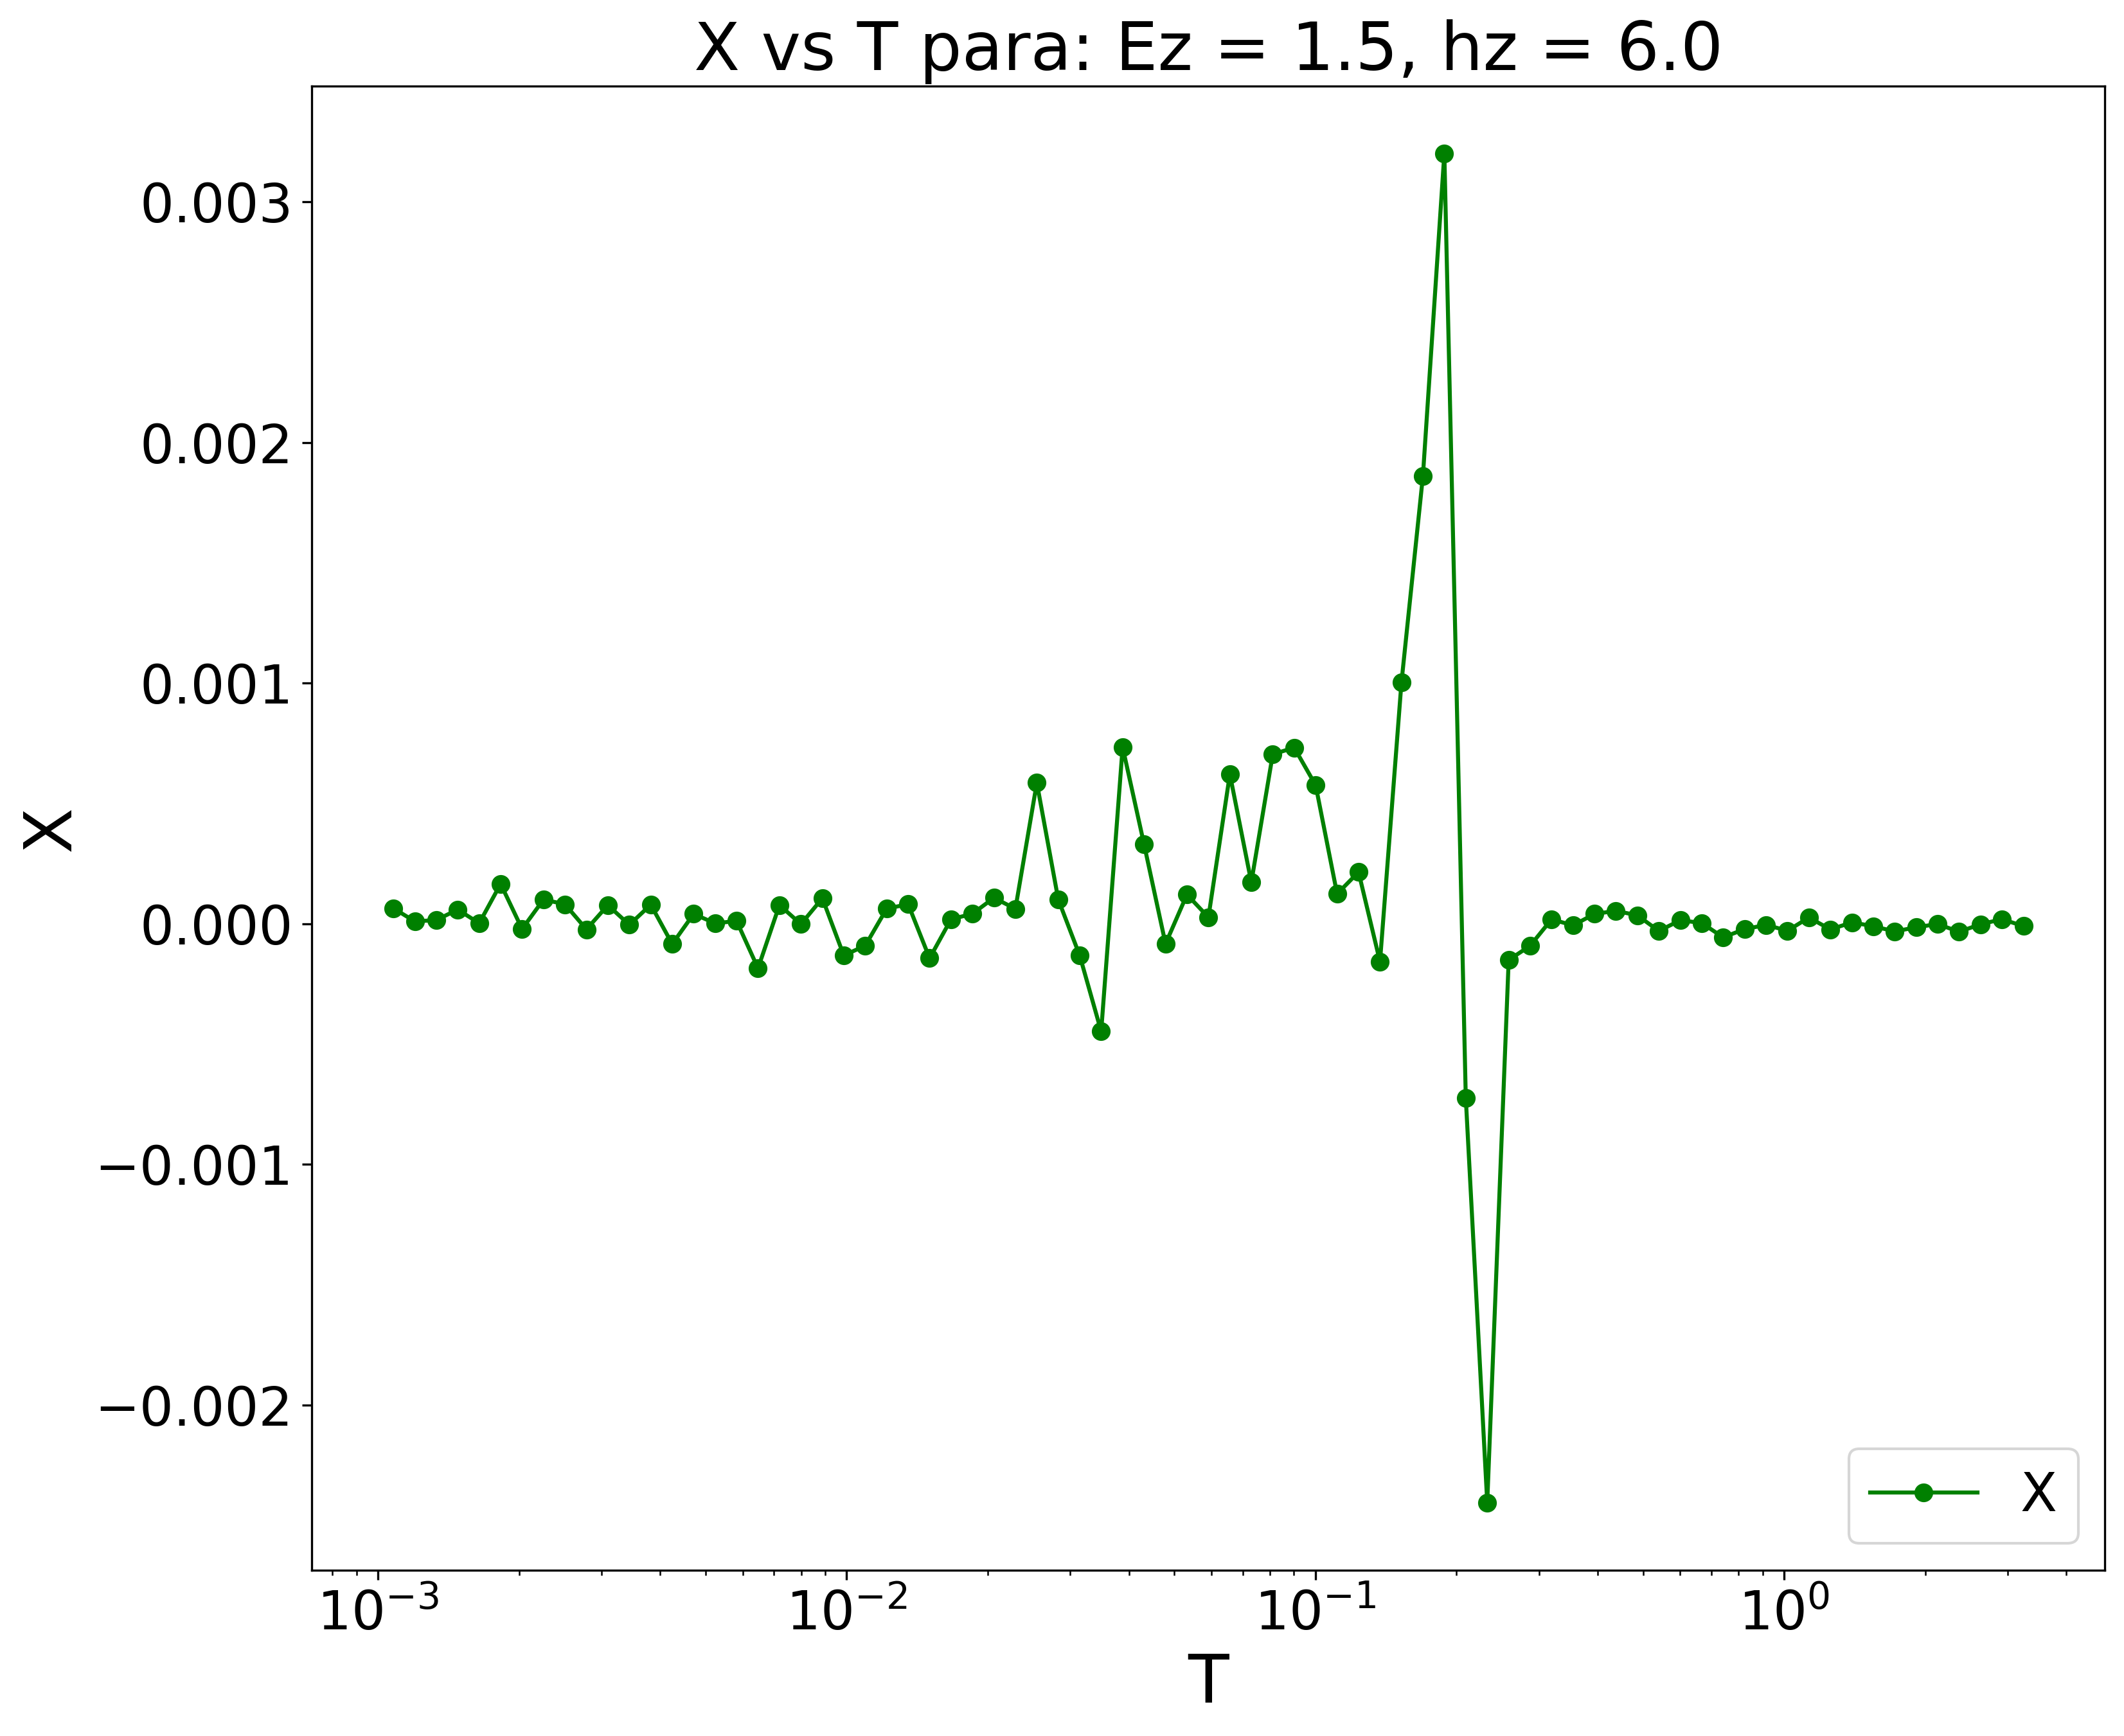 X vs T para: Ez = 1.5, hz = 6.0
0.003
0.002
0.001
0.000
−0.001
−0.002
X
10⁻³ 10⁻² 10⁻¹ 10⁰
T
X